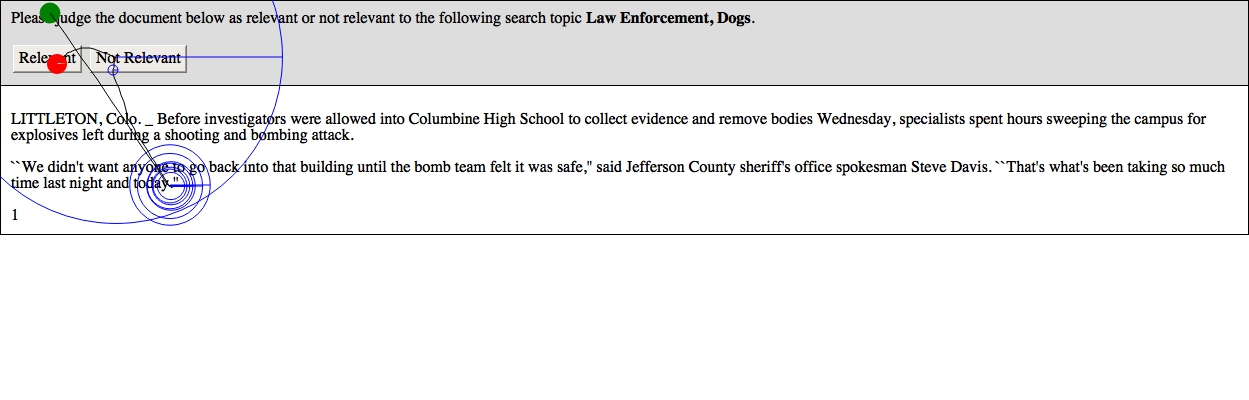 Please judge the document below as relevant or not relevant to the following search topic Law Enforcement, Dogs.
Relevant Not Relevant
LITTLETON, Colo. _ Before investigators were allowed into Columbine High School to collect evidence and remove bodies Wednesday, specialists spent hours sweeping the campus for
explosives left during a shooting and bombing attack.
``We didn't want anyone to go back into that building until the bomb team felt it was safe,'' said Jefferson County sheriff's office spokesman Steve Davis. ``That's what's been taking so much
time last night and today.''
1